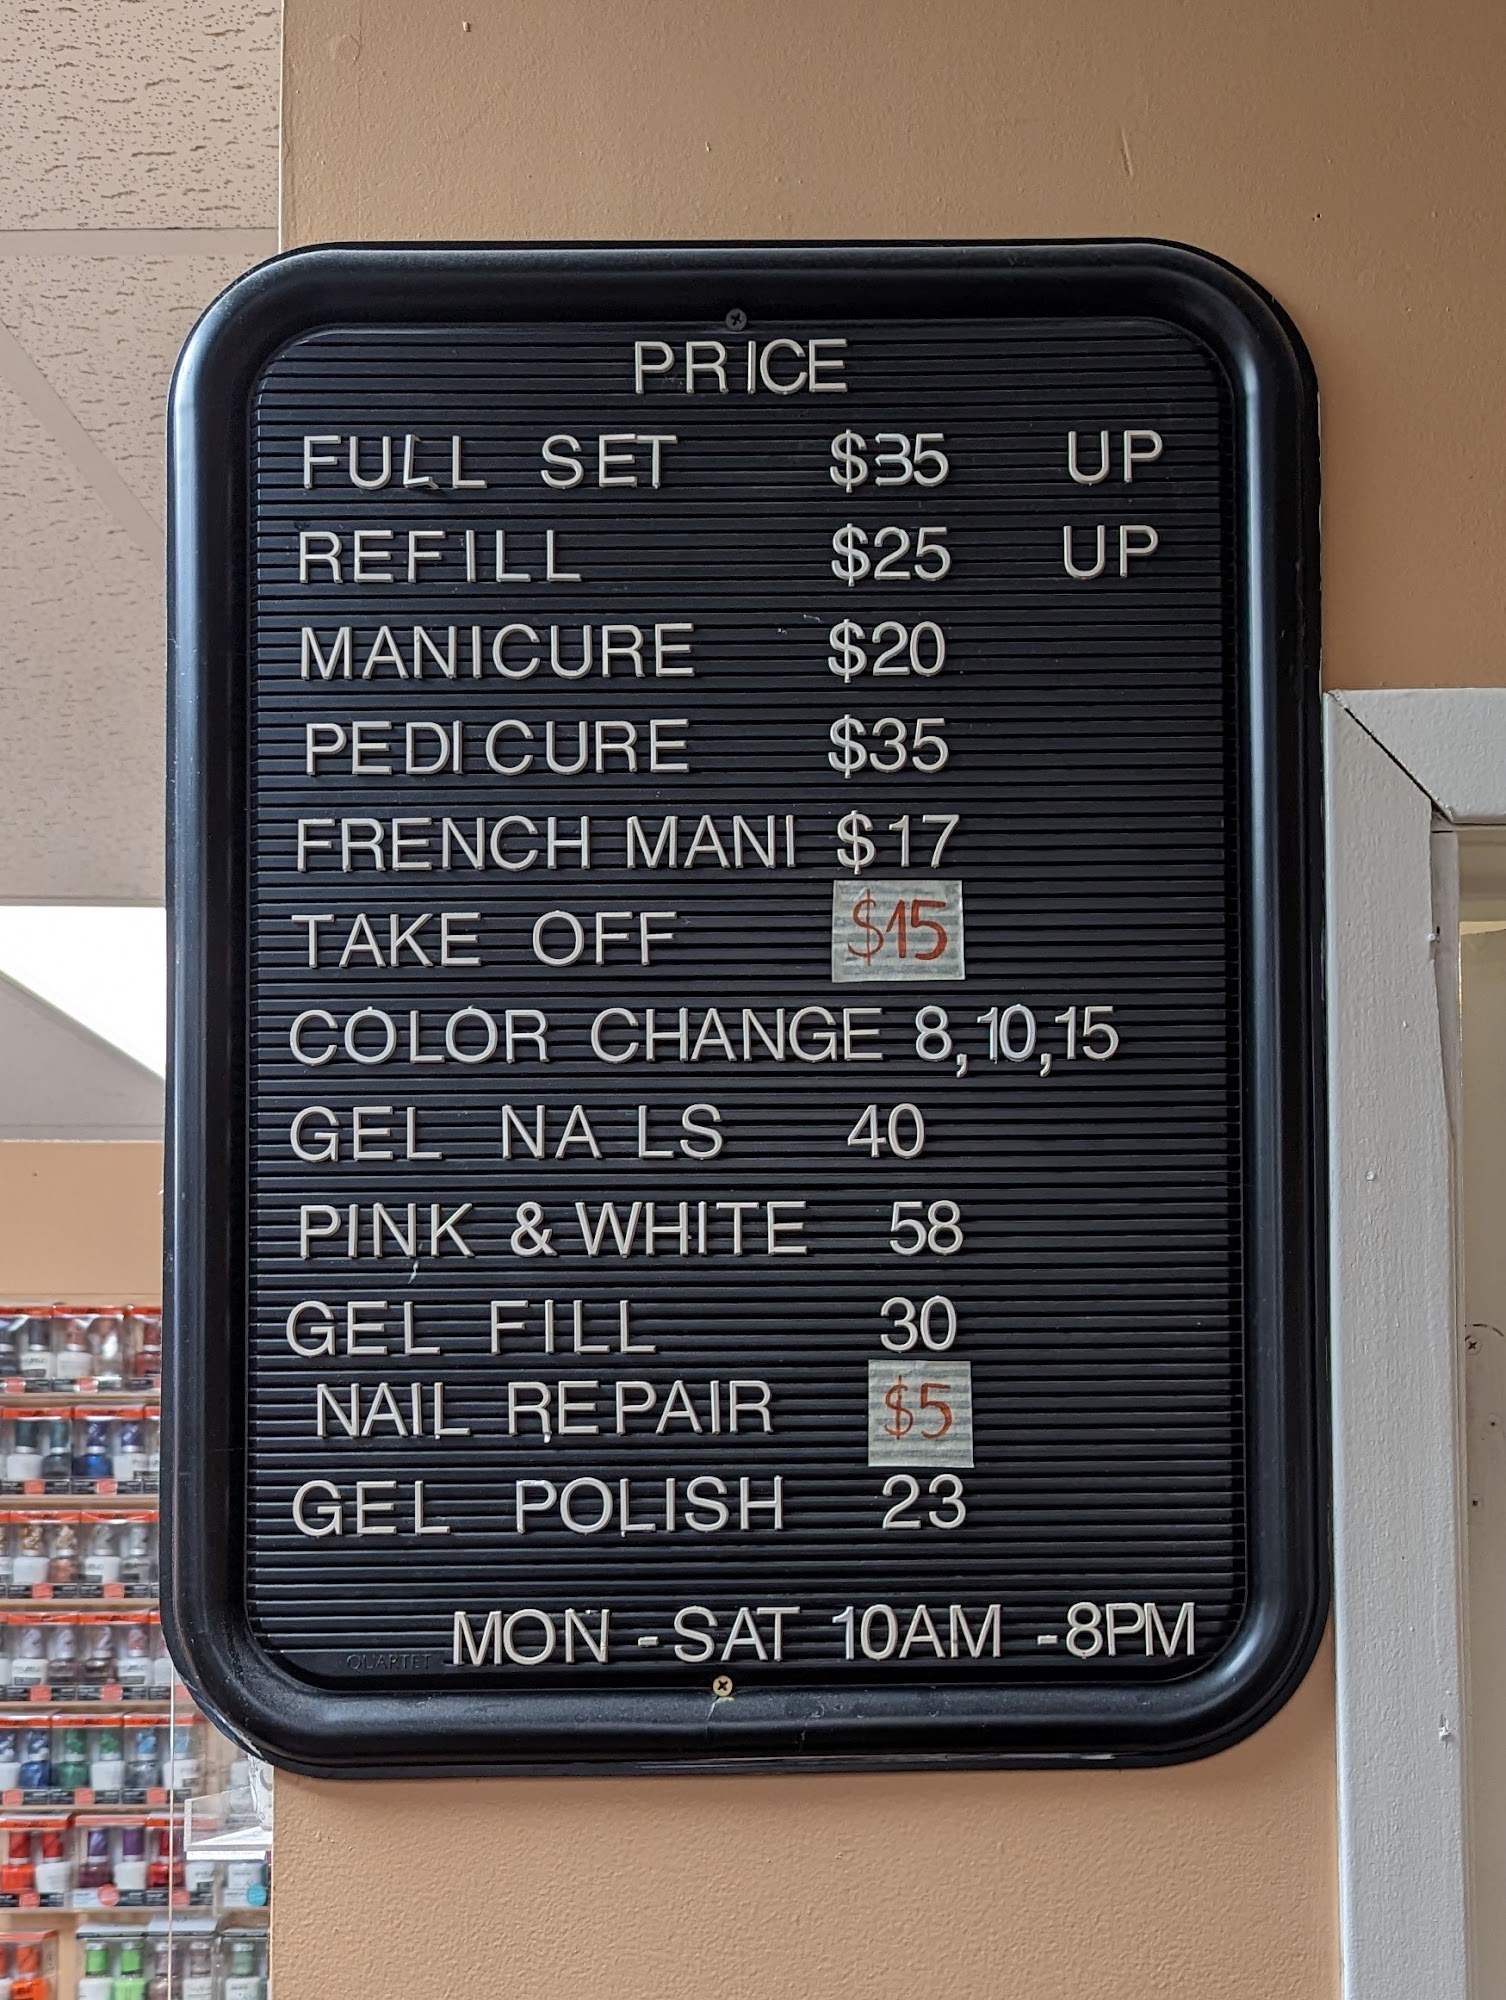 PRICE
FULL SET $35 UP
REFILL $25 UP
MANICURE $20
PEDICURE $35
FRENCH MANI $17
TAKE OFF $15
COLOR CHANGE 8,10,15
GEL NA LS 40
PINK & WHITE 58
GEL FILL 30
NAIL REPAIR $5
GEL POLISH 23
MON - SAT 10AM - 8PM
QUARTET